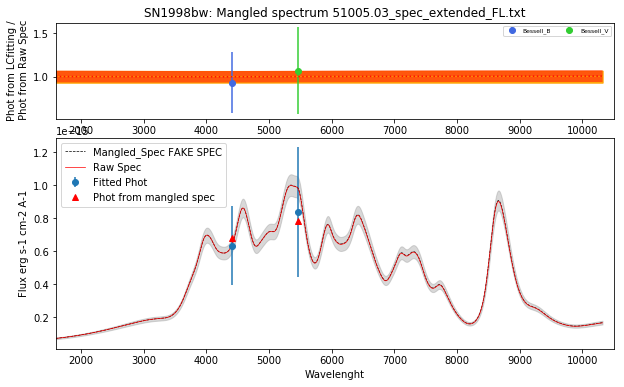 SN1998bw: Mangled spectrum 51005.03_spec_extended_FL.txt
Phot from LCfitting /
Phot from Raw Spec
1.5
1.0
Bessell_B
Bessell_V
2000 3000 4000 5000 6000 7000 8000 9000 10000
Flux erg s-1 cm-2 A-1
1.2
1.0
0.8
0.6
0.4
0.2
Mangled_Spec FAKE SPEC
Raw Spec
Fitted Phot
Phot from mangled spec
2000 3000 4000 5000 6000 7000 8000 9000 10000
Wavelenght